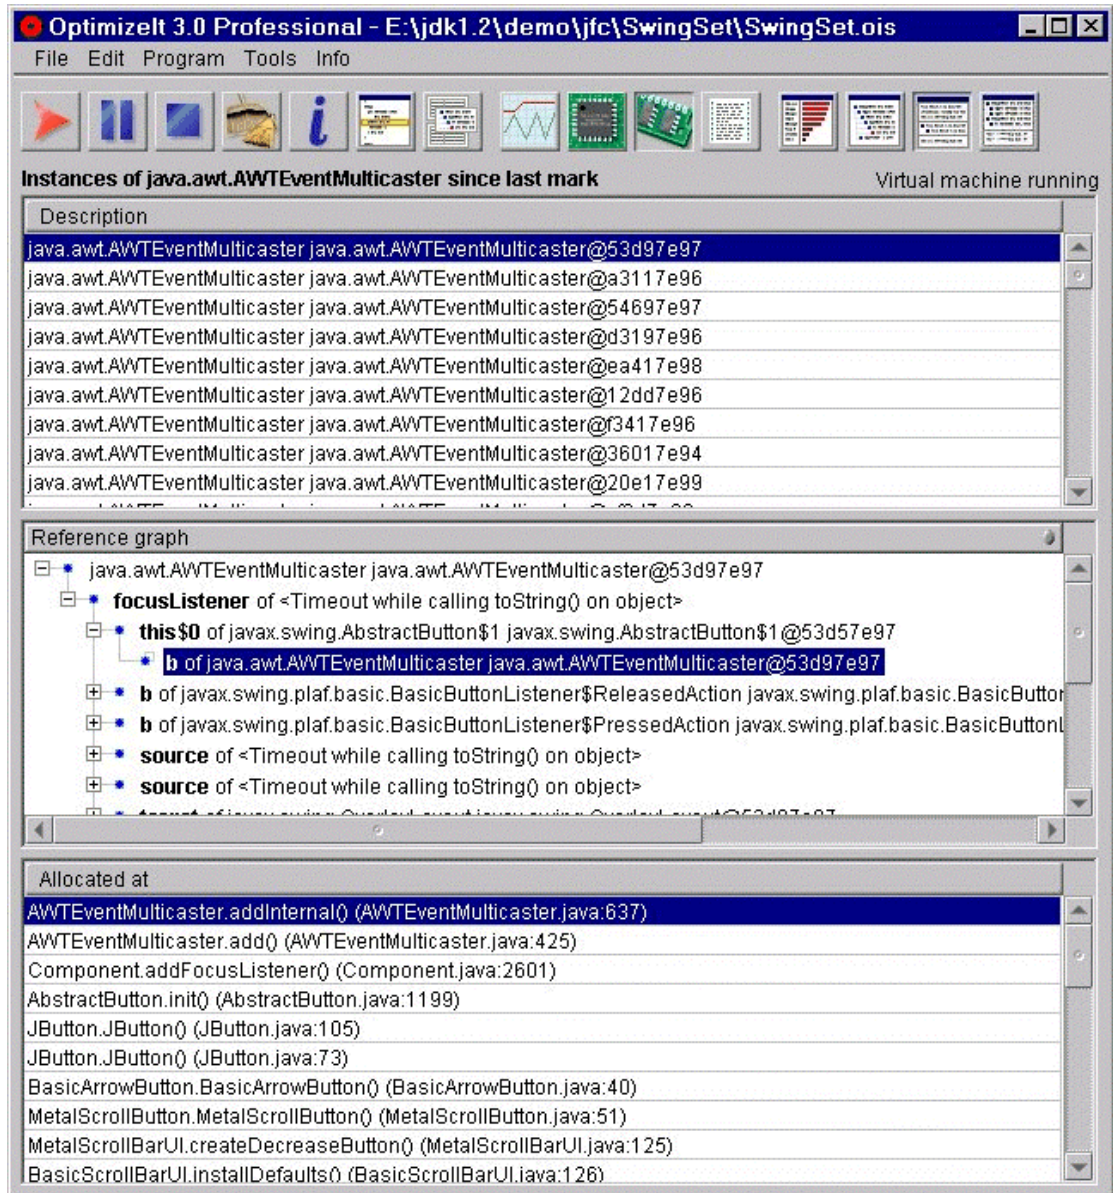 OptimizeIt 3.0 Professional - E:\jdk1.2\demo\jfc\SwingSet\SwingSet.ois
File Edit Program Tools Info
Instances of java.awt.AWTEventMulticaster since last mark Virtual machine running
Description
java.awt.AWTEventMulticaster java.awt.AWTEventMulticaster@53d97e97
java.awt.AWTEventMulticaster java.awt.AWTEventMulticaster@a3117e96
java.awt.AWTEventMulticaster java.awt.AWTEventMulticaster@54697e97
java.awt.AWTEventMulticaster java.awt.AWTEventMulticaster@d3197e96
java.awt.AWTEventMulticaster java.awt.AWTEventMulticaster@ea417e98
java.awt.AWTEventMulticaster java.awt.AWTEventMulticaster@12dd7e96
java.awt.AWTEventMulticaster java.awt.AWTEventMulticaster@f3417e96
java.awt.AWTEventMulticaster java.awt.AWTEventMulticaster@36017e94
java.awt.AWTEventMulticaster java.awt.AWTEventMulticaster@20e17e99
Reference graph
java.awt.AWTEventMulticaster java.awt.AWTEventMulticaster@53d97e97
focusListener of <Timeout while calling toString() on object>
this$0 of javax.swing.AbstractButton$1 javax.swing.AbstractButton$1@53d57e97
b of java.awt.AWTEventMulticaster java.awt.AWTEventMulticaster@53d97e97
b of javax.swing.plaf.basic.BasicButtonListener$ReleasedAction javax.swing.plaf.basic.BasicButton
b of javax.swing.plaf.basic.BasicButtonListener$PressedAction javax.swing.plaf.basic.BasicButtonL
source of <Timeout while calling toString() on object>
source of <Timeout while calling toString() on object>
Allocated at
AWTEventMulticaster.addInternal() (AWTEventMulticaster.java:637)
AWTEventMulticaster.add() (AWTEventMulticaster.java:425)
Component.addFocusListener() (Component.java:2601)
AbstractButton.init() (AbstractButton.java:1199)
JButton.JButton() (JButton.java:105)
JButton.JButton() (JButton.java:73)
BasicArrowButton.BasicArrowButton() (BasicArrowButton.java:40)
MetalScrollButton.MetalScrollButton() (MetalScrollButton.java:51)
MetalScrollBarUI.createDecreaseButton() (MetalScrollBarUI.java:125)
BasicScrollBarUI.installDefaults() (BasicScrollBarUI.java:126)